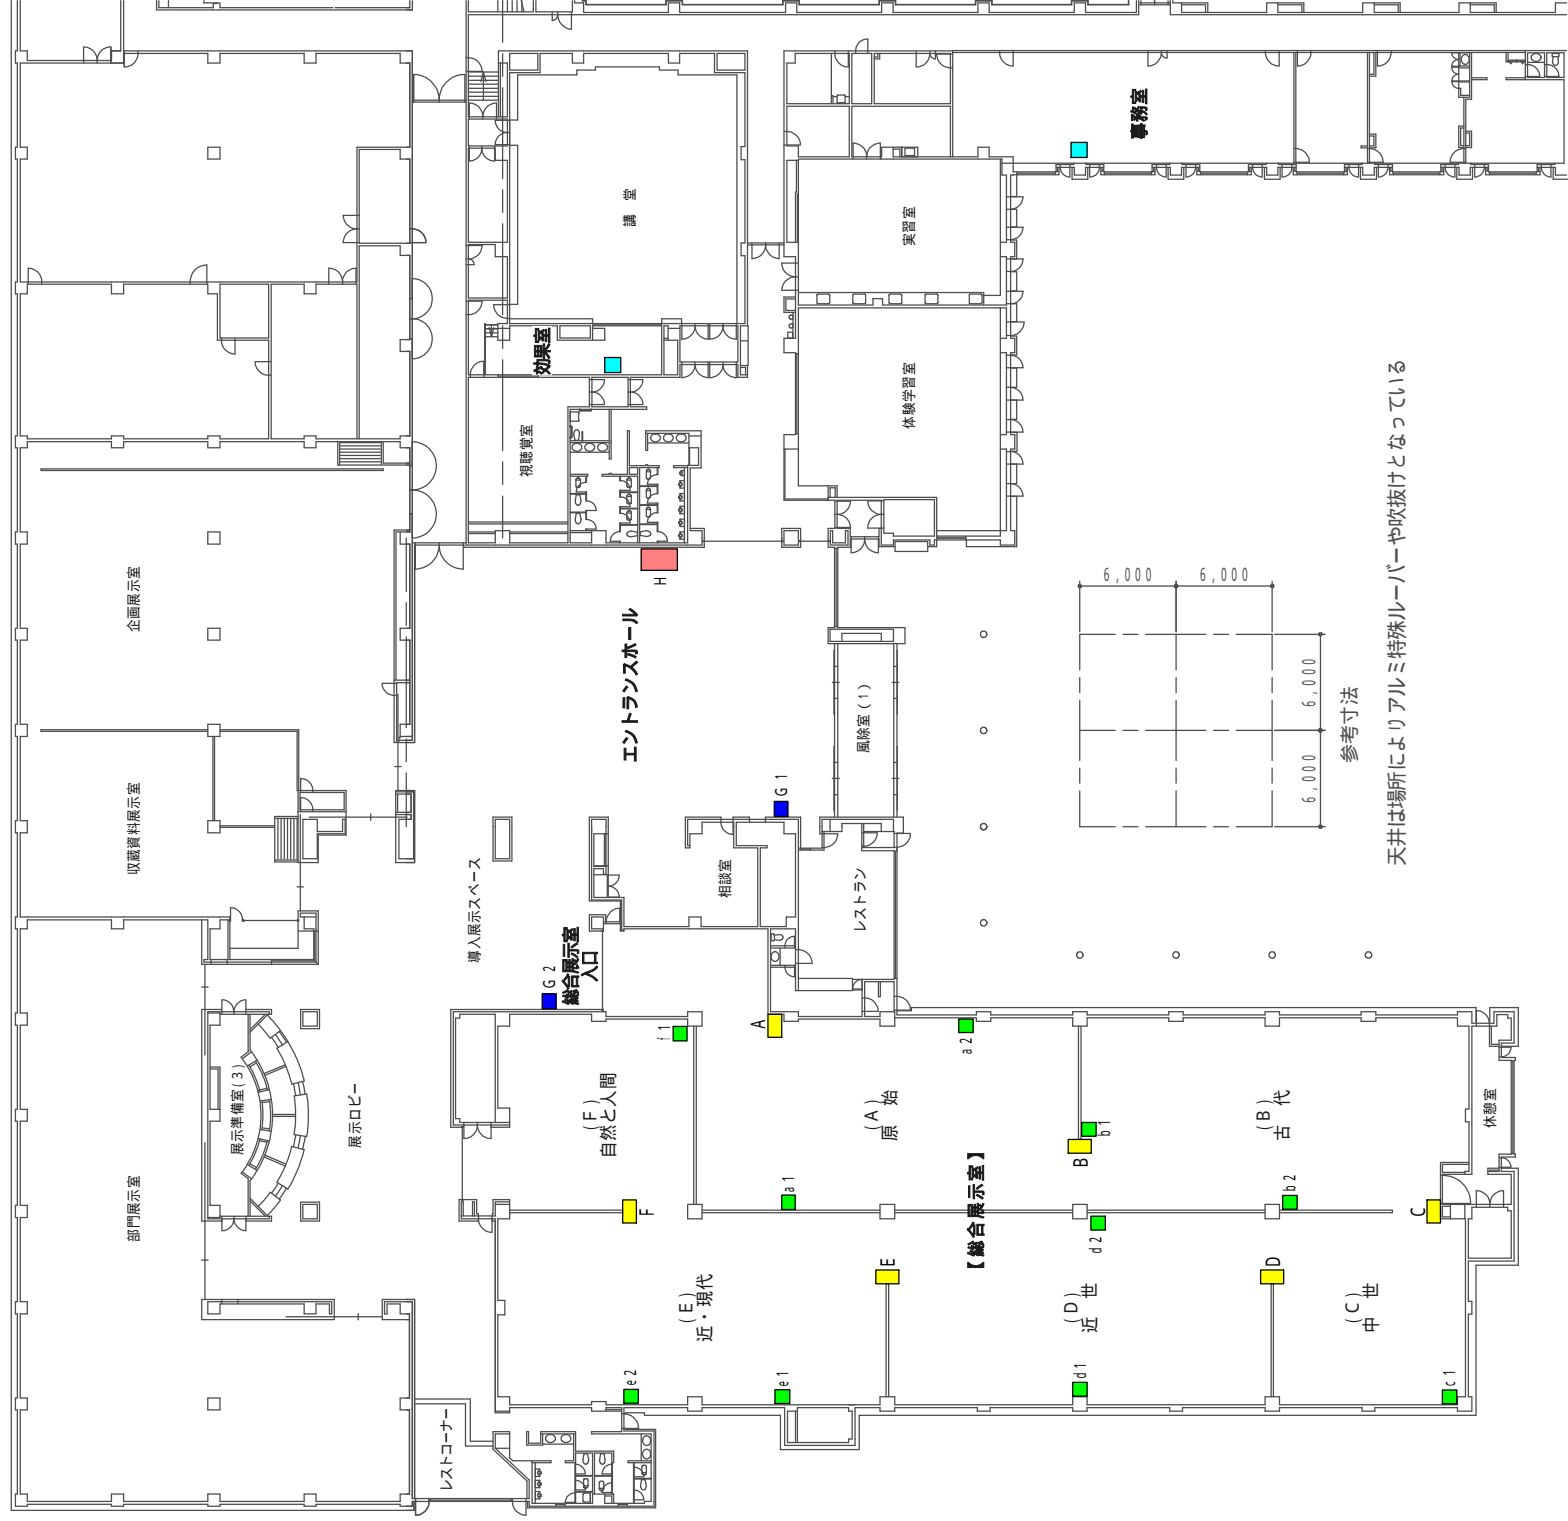 事務室
講堂
実習室
効果室
視聴覚室
体験学習室
企画展示室
エントランスホール
H
風除室(1)
G1
収蔵資料展示室
導入展示スペース
相談室
レストラン
G2
総合展示室
入口
展示準備室(3)
展示ロビー
部門展示室
f1
A
a2
(F)
自然と人間
(A)
原始
(B)
古代
休憩室
b1
B
a1
F
b2
C
【総合展示室】
d2
E
D
(E)
近・現代
(D)
近世
(C)
中世
e2
e1
d1
c1
レストコーナー
6,000
6,000
6,000
6,000
参考寸法
天井は場所によりアルミ特殊ルーバーや吹抜けとなっている